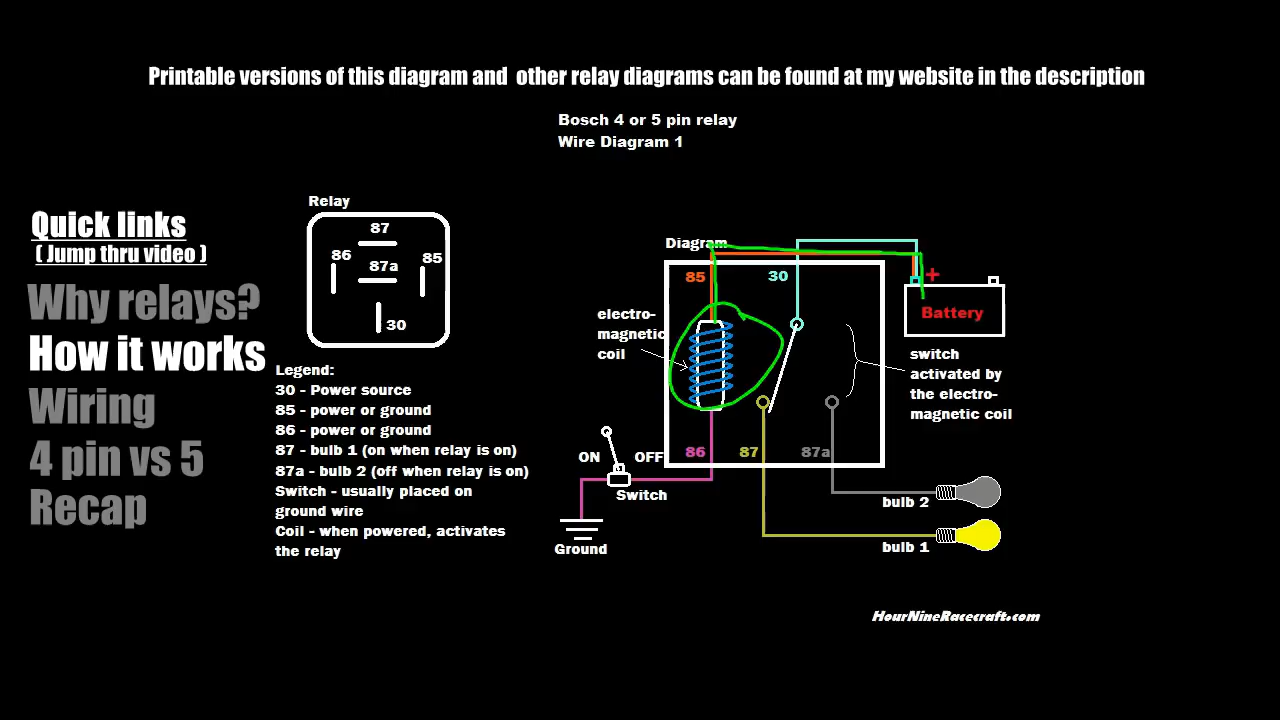 Printable versions of this diagram and other relay diagrams can be found at my website in the description
Bosch 4 or 5 pin relay
Wire Diagram 1
Quick links
( Jump thru video )
Why relays?
How it works
Wiring
4 pin vs 5
Recap
Relay
87
86
85
87a
30
Legend:
30 - Power source
85 - power or ground
86 - power or ground
87 - bulb 1 (on when relay is on)
87a - bulb 2 (off when relay is on)
Switch - usually placed on
ground wire
Coil - when powered, activates
the relay
Diagram
85
30
+
Battery
electro-
magnetic
coil
switch
activated by
the electro-
magnetic coil
ON
OFF
86
87
87a
Switch
Ground
bulb 2
bulb 1
HourNineRacecraft.com